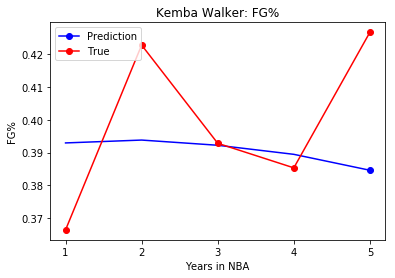 Kemba Walker: FG%
Prediction
True
0.42
0.41
0.40
0.39
0.38
0.37
FG%
1 2 3 4 5
Years in NBA